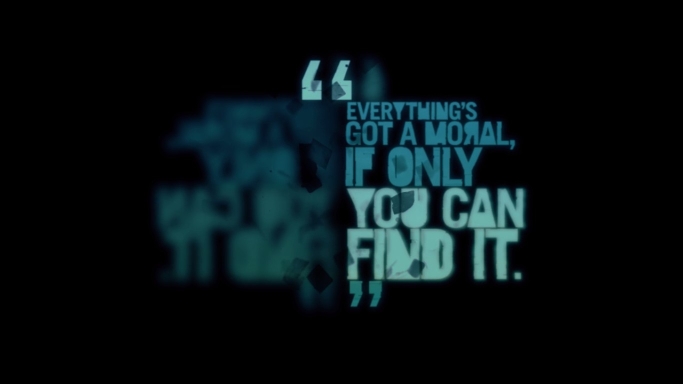 “
EVERYTHING'S
GOT A MORAL,
IF ONLY
YOU CAN
FIND IT.
”